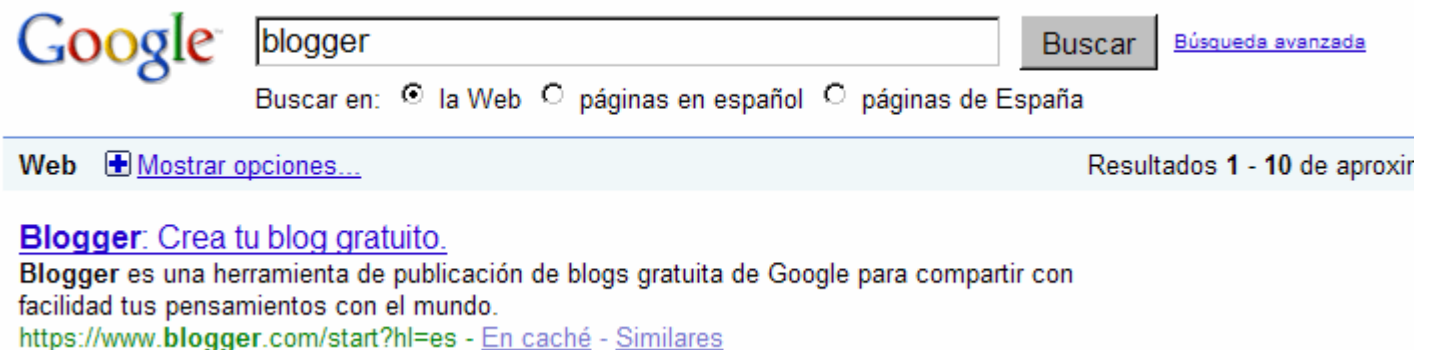 Google blogger Buscar Búsqueda avanzada
Buscar en: la Web páginas en español páginas de España
Web Mostrar opciones... Resultados 1 - 10 de aproxir
Blogger: Crea tu blog gratuito.
Blogger es una herramienta de publicación de blogs gratuita de Google para compartir con
facilidad tus pensamientos con el mundo.
https://www.blogger.com/start?hl=es - En caché - Similares